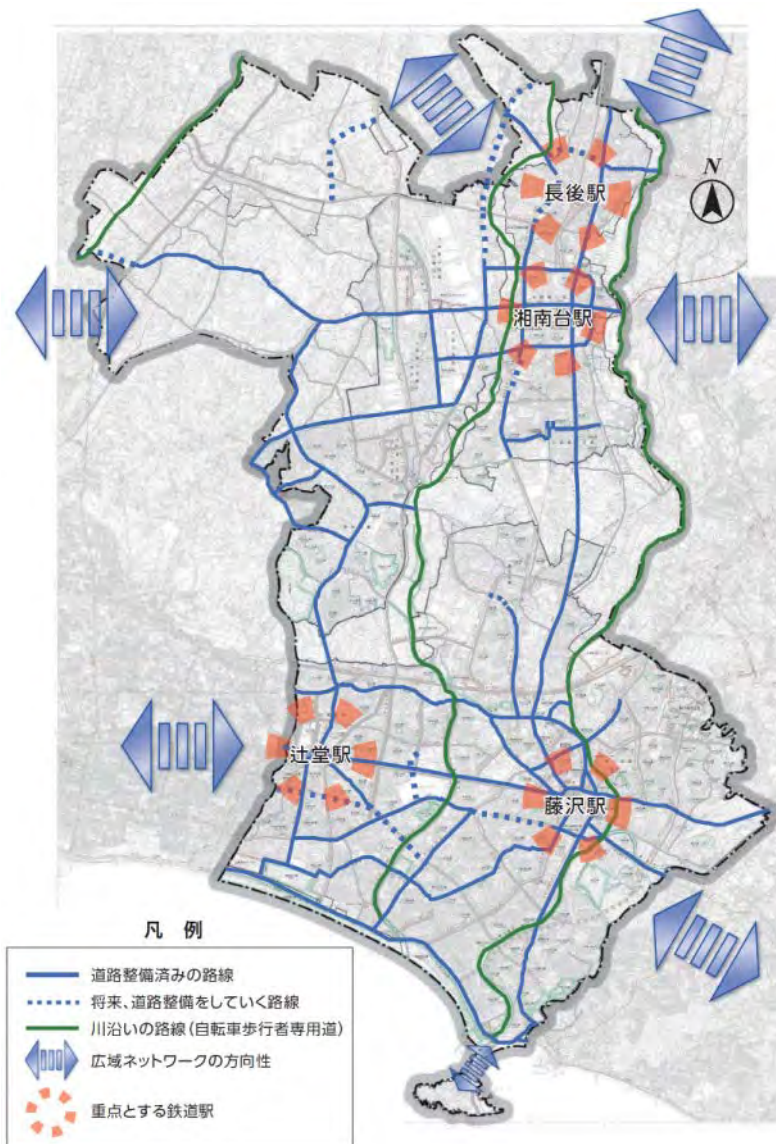 N
長後駅
湘南台駅
辻堂駅
藤沢駅
凡 例
道路整備済みの路線
将来、道路整備をしていく路線
川沿いの路線(自転車歩行者専用道)
広域ネットワークの方向性
重点とする鉄道駅